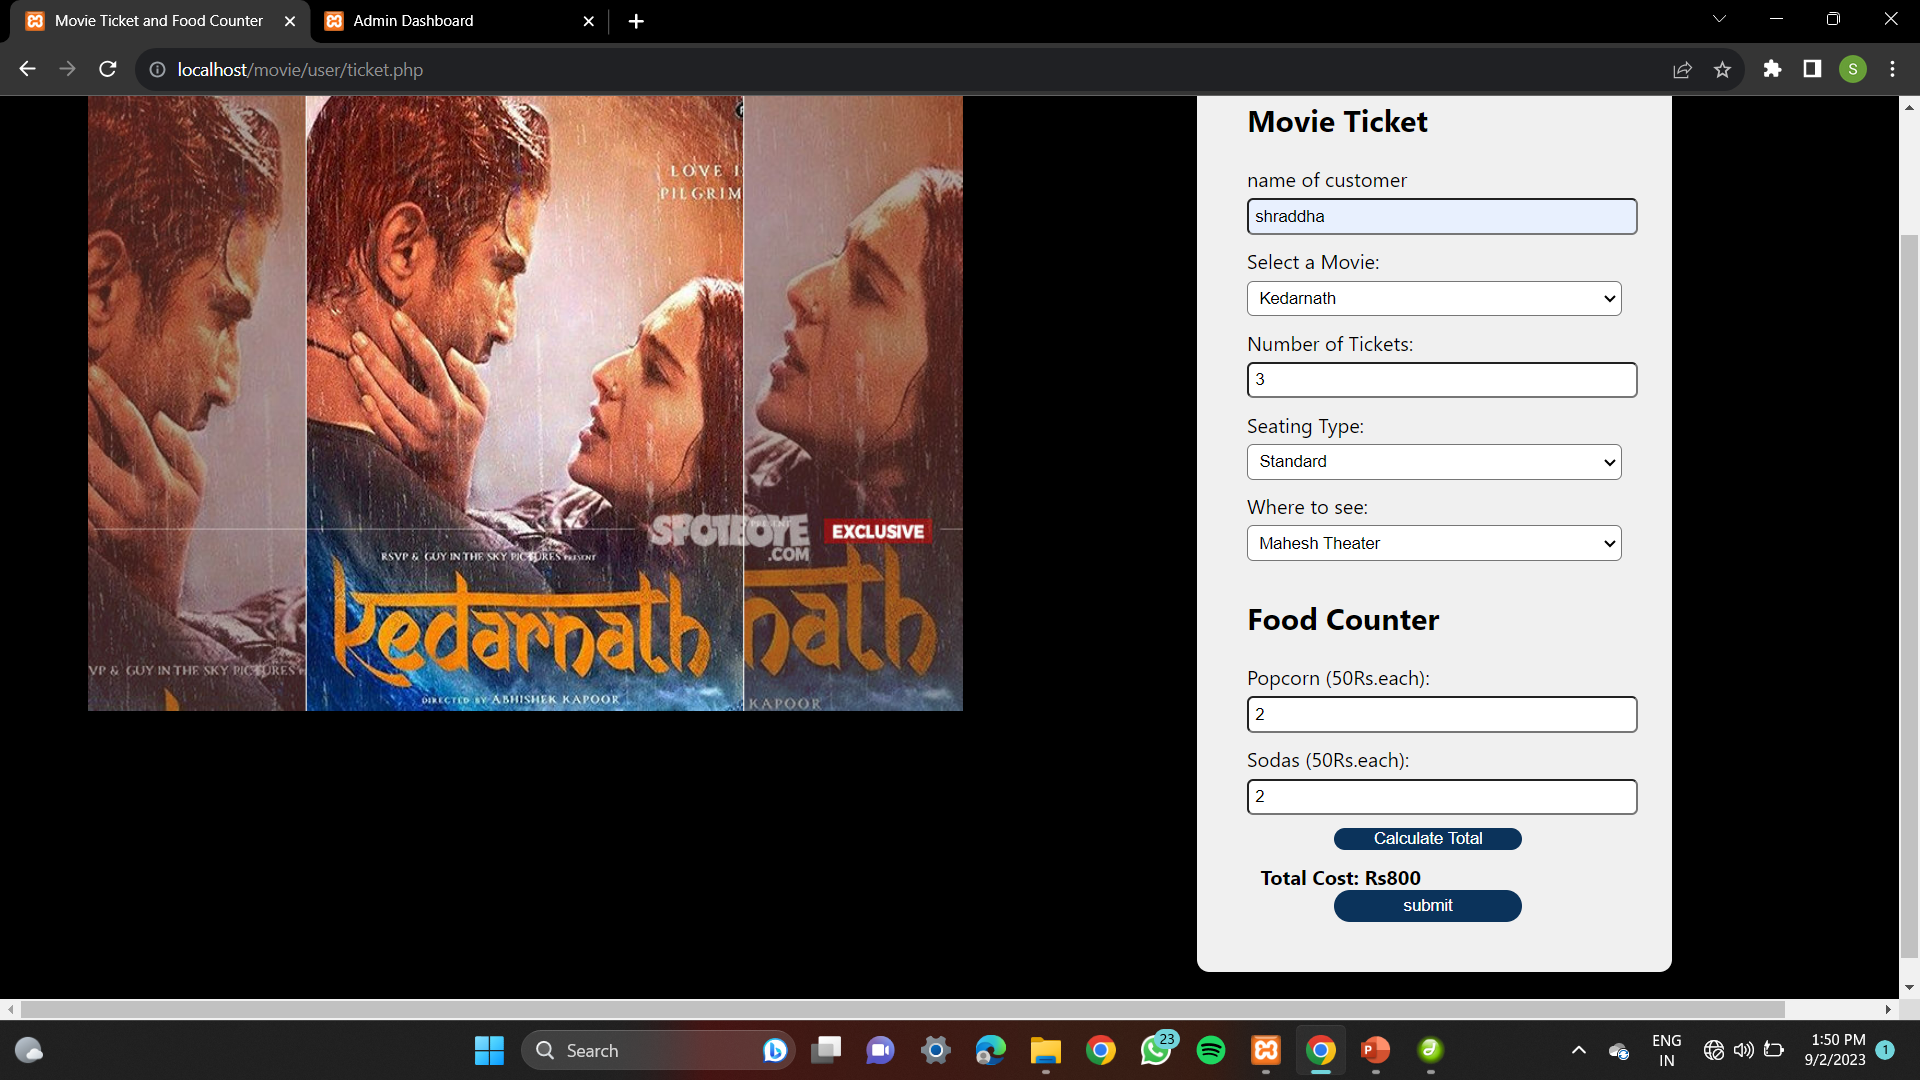 Movie Ticket and Food Counter
Admin Dashboard
localhost/movie/user/ticket.php
S
LOVE
PILGRIM
SPOTBOYE
.COM
EXCLUSIVE
RSVP & GUY IN THE SKY PICTURES PRESENT
kedarnath
nath
VP & GUY IN THE SKY PICTURES
DIRECTED BY ABHISHEK KAPOOR
KAPOOR
Movie Ticket
name of customer
shraddha
Select a Movie:
Kedarnath
Number of Tickets:
3
Seating Type:
Standard
Where to see:
Mahesh Theater
Food Counter
Popcorn (50Rs.each):
2
Sodas (50Rs.each):
2
Calculate Total
Total Cost: Rs800
submit
Search
23
ENG
IN
1:50 PM
9/2/2023
1